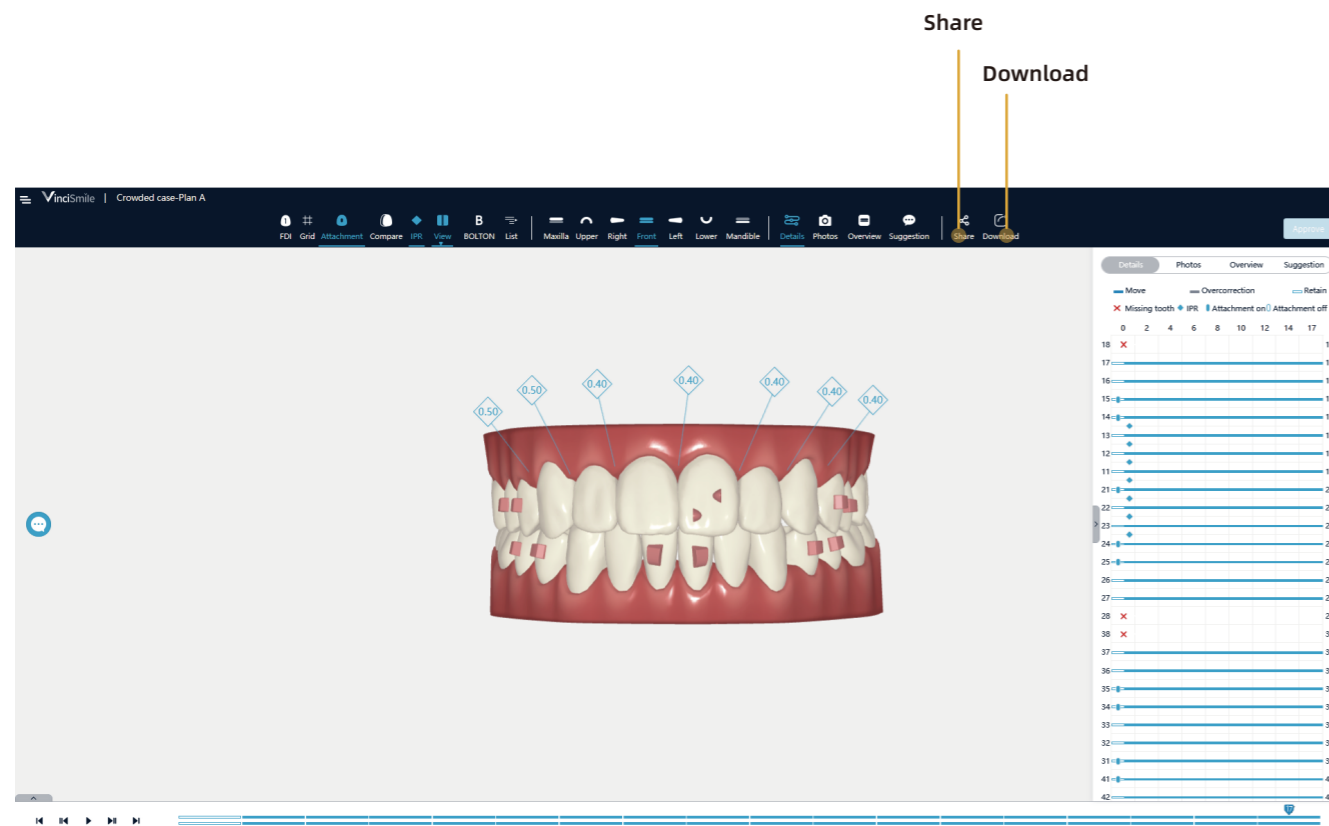 Share
Download
VinciSmile | Crowded case-Plan A
FDI Grid Attachment Compare IPR View BOLTON List Maxilla Upper Right Front Left Lower Mandible Details Photos Overview Suggestion Share Download
Approve
Details Photos Overview Suggestion
Move Overcorrection Retain
Missing tooth IPR Attachment on Attachment off
0 2 4 6 8 10 12 14 17
0.50 0.50 0.40 0.40 0.40 0.40 0.40
18
17
16
15
14
13
12
11
21
22
23
24
25
26
27
28
38
37
36
35
34
33
32
31
41
42
17